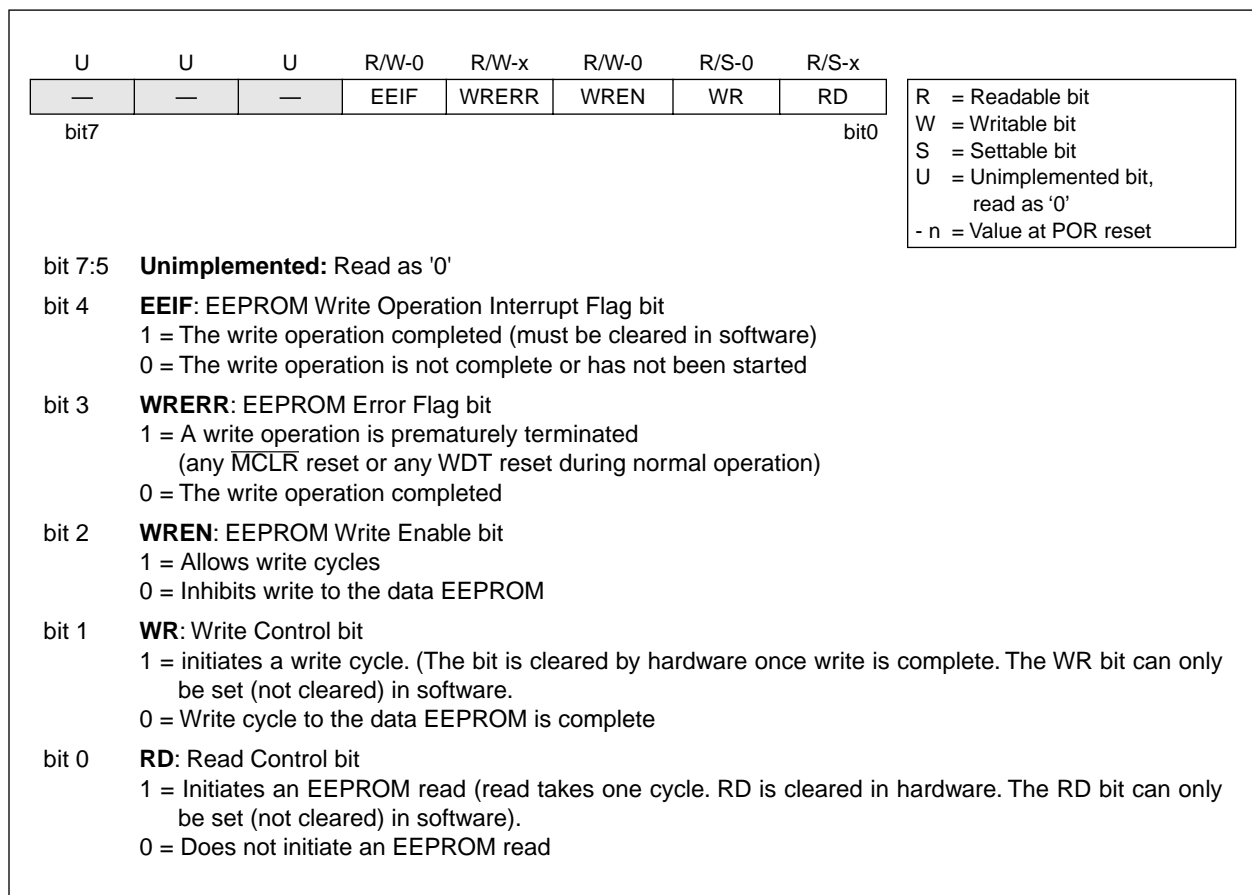 U U U R/W-0 R/W-x R/W-0 R/S-0 R/S-x
— — — EEIF WRERR WREN WR RD
bit7 bit0
R = Readable bit
W = Writable bit
S = Settable bit
U = Unimplemented bit,
read as ‘0’
- n = Value at POR reset
bit 7:5 Unimplemented: Read as '0'
bit 4 EEIF: EEPROM Write Operation Interrupt Flag bit
1 = The write operation completed (must be cleared in software)
0 = The write operation is not complete or has not been started
bit 3 WRERR: EEPROM Error Flag bit
1 = A write operation is prematurely terminated
(any MCLR reset or any WDT reset during normal operation)
0 = The write operation completed
bit 2 WREN: EEPROM Write Enable bit
1 = Allows write cycles
0 = Inhibits write to the data EEPROM
bit 1 WR: Write Control bit
1 = initiates a write cycle. (The bit is cleared by hardware once write is complete. The WR bit can only
be set (not cleared) in software.
0 = Write cycle to the data EEPROM is complete
bit 0 RD: Read Control bit
1 = Initiates an EEPROM read (read takes one cycle. RD is cleared in hardware. The RD bit can only
be set (not cleared) in software).
0 = Does not initiate an EEPROM read